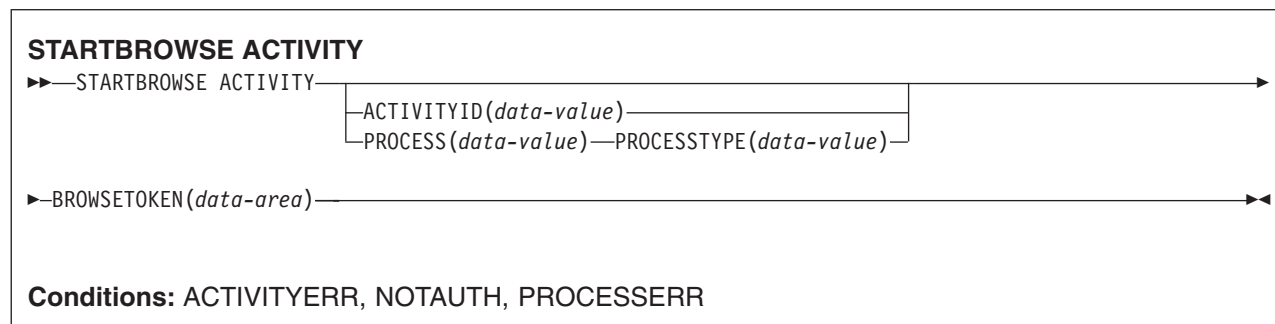 STARTBROWSE ACTIVITY
STARTBROWSE ACTIVITY
ACTIVITYID(data-value)
PROCESS(data-value) PROCESSTYPE(data-value)
BROWSETOKEN(data-area)
Conditions: ACTIVITYERR, NOTAUTH, PROCESSERR